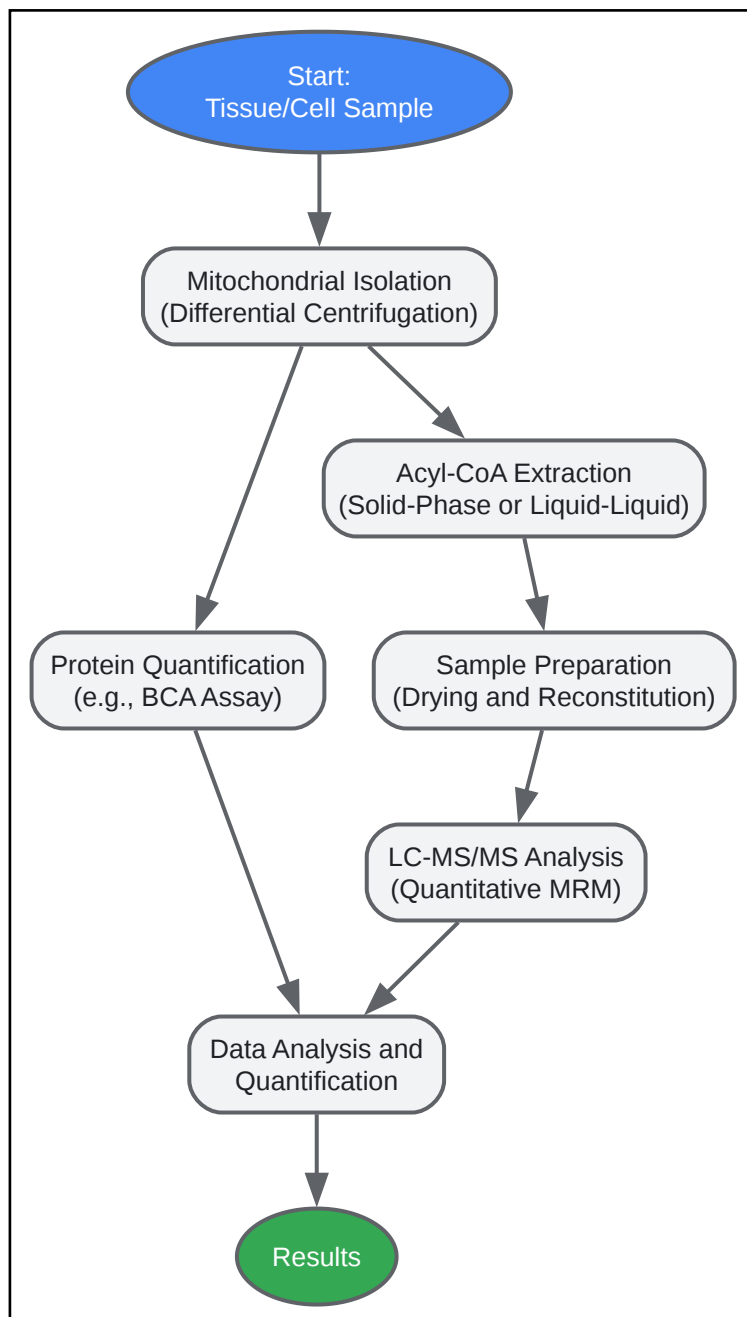 Start:
Tissue/Cell Sample
Mitochondrial Isolation
(Differential Centrifugation)
Acyl-CoA Extraction
(Solid-Phase or Liquid-Liquid)
Protein Quantification
(e.g., BCA Assay)
Sample Preparation
(Drying and Reconstitution)
LC-MS/MS Analysis
(Quantitative MRM)
Data Analysis and
Quantification
Results